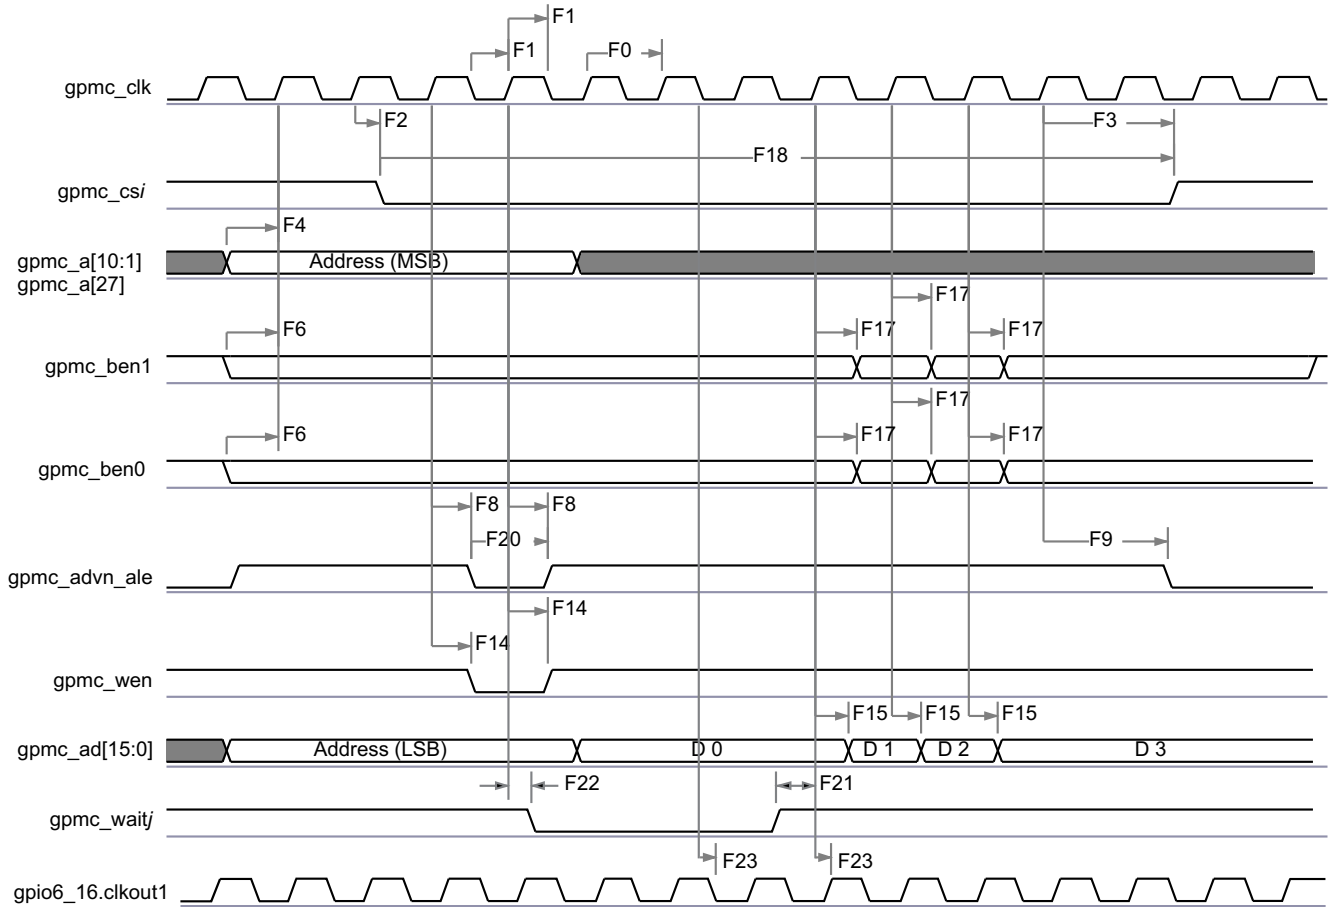 F1
F1
F0
gpmc_clk
F2
F3
F18
gpmc_csi
F4
gpmc_a[10:1]
Address (MSB)
gpmc_a[27]
F17
F6
F17
F17
gpmc_ben1
F17
F6
F17
F17
gpmc_ben0
F8
F8
F20
F9
gpmc_advn_ale
F14
F14
gpmc_wen
F15
F15
F15
gpmc_ad[15:0]
Address (LSB)
D 0
D 1
D 2
D 3
F22
F21
gpmc_waitj
F23
F23
gpio6_16.clkout1